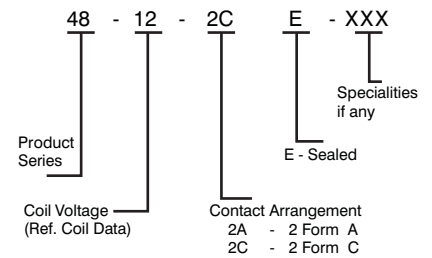 48 - 12 - 2C E - XXX
Specialities
if any
Product
Series
E - Sealed
Coil Voltage
(Ref. Coil Data)
Contact Arrangement
2A - 2 Form A
2C - 2 Form C